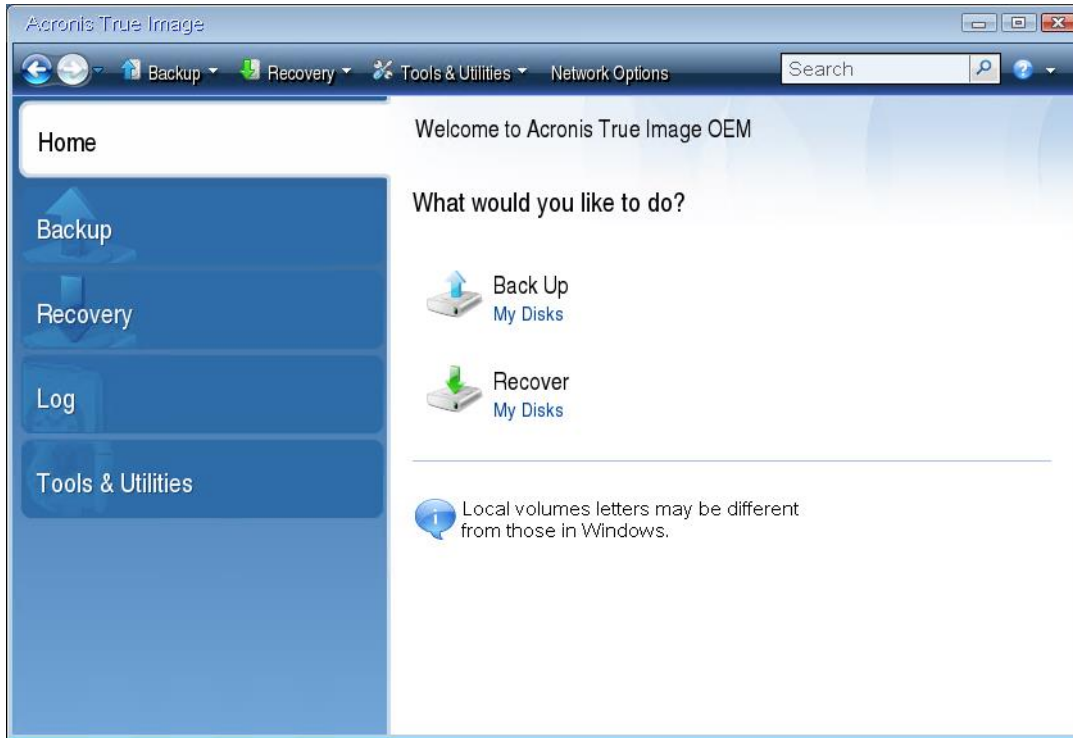 Acronis True Image
Backup Recovery Tools & Utilities Network Options Search
Home
Backup
Recovery
Log
Tools & Utilities
Welcome to Acronis True Image OEM
What would you like to do?
Back Up
My Disks
Recover
My Disks
Local volumes letters may be different
from those in Windows.